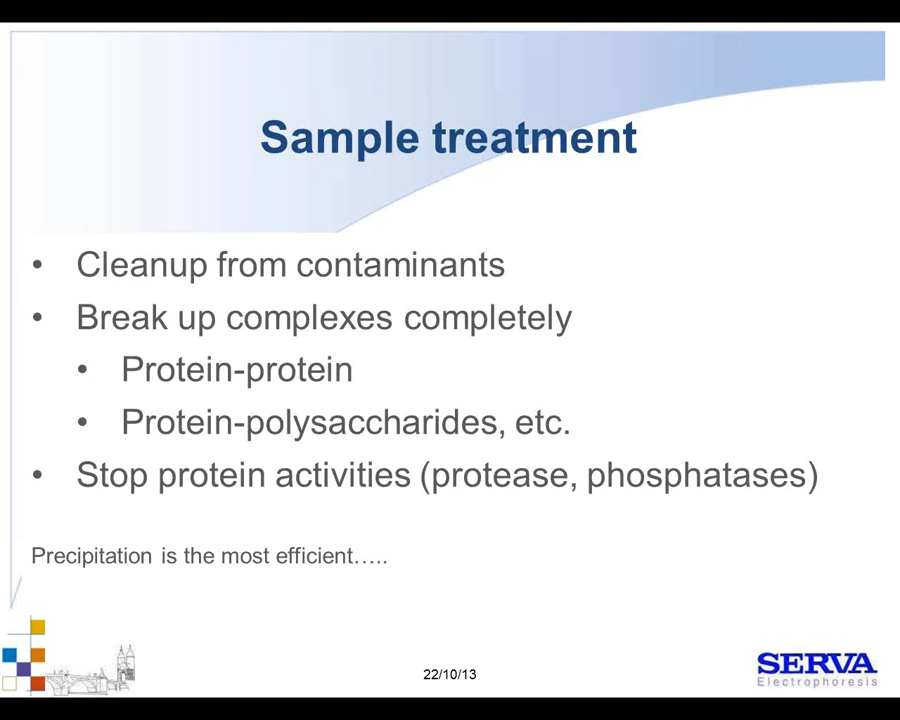 Sample treatment
• Cleanup from contaminants
• Break up complexes completely
• Protein-protein
• Protein-polysaccharides, etc.
• Stop protein activities (protease, phosphatases)
Precipitation is the most efficient…..
22/10/13
SERVA
Electrophoresis